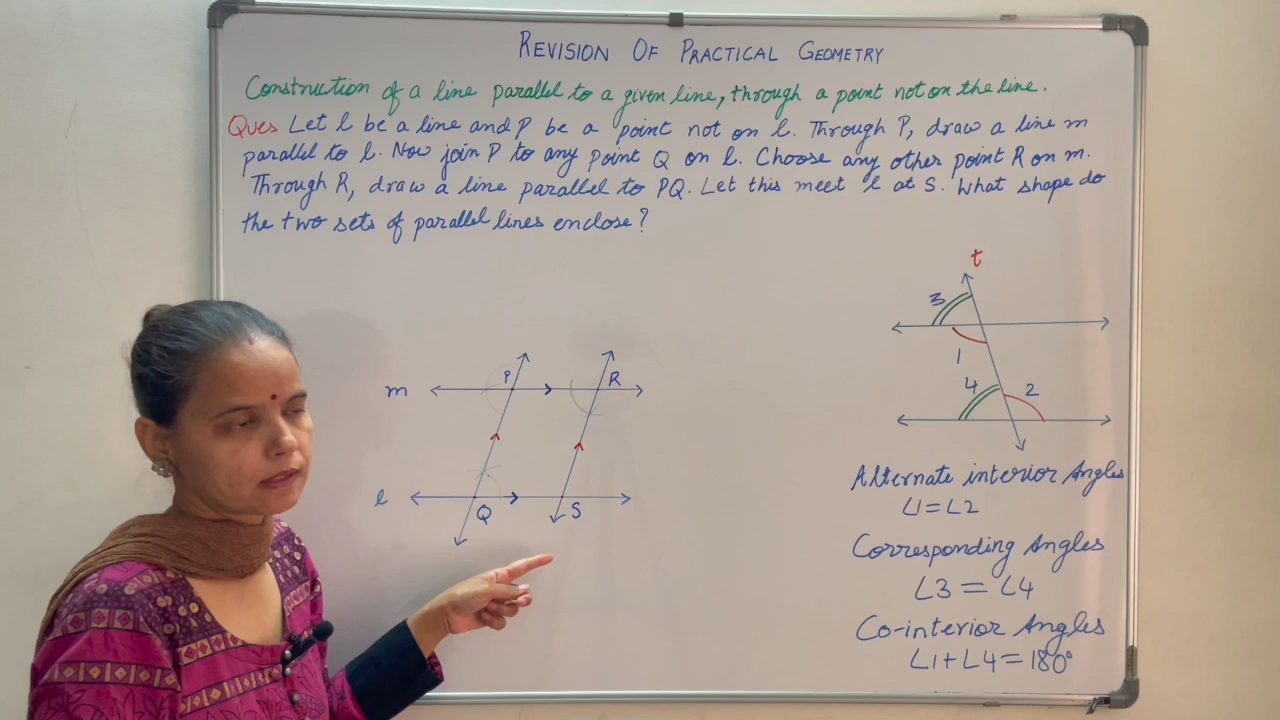 REVISION OF PRACTICAL GEOMETRY
Construction of a line parallel to a given line, through a point not on the line.
Ques Let l be a line and P be a point not on l. Through P, draw a line m
parallel to l. Now join P to any point Q on l. Choose any other point R on m.
Through R, draw a line parallel to PQ. Let this meet l at S. What shape do
the two sets of parallel lines enclose?
t
3
1
4 2
m P R
l Q S
Alternate interior Angles
∠1=∠2
Corresponding Angles
∠3 = ∠4
Co-interior Angles
∠1+∠4=180°